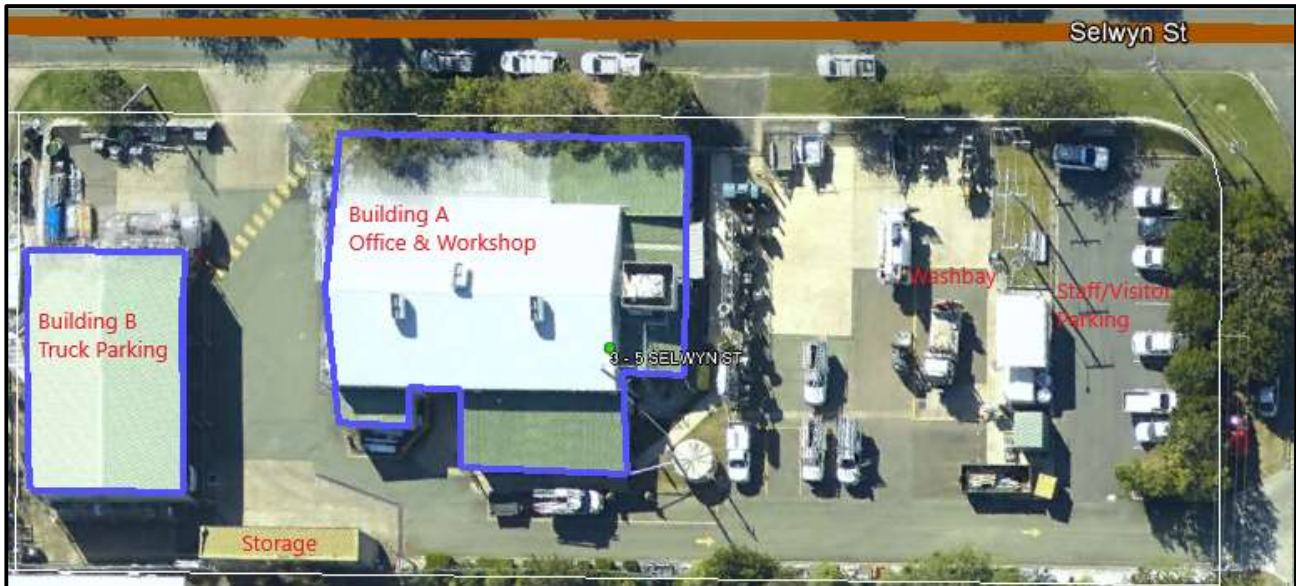 Selwyn St
Building A
Office & Workshop
Washbay
Staff/Visitor
Parking
Building B
Truck Parking
3 - 5 SELWYN ST
Storage